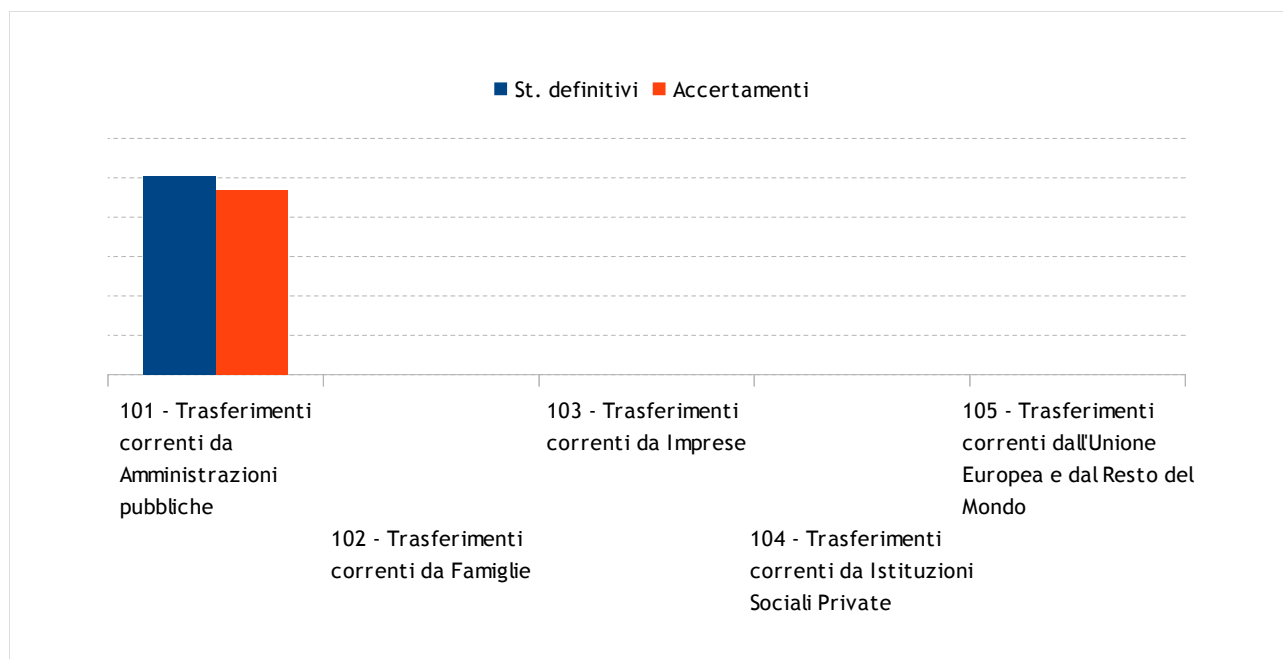 St. definitivi Accertamenti
101 - Trasferimenti
correnti da
Amministrazioni
pubbliche
102 - Trasferimenti
correnti da Famiglie
103 - Trasferimenti
correnti da Imprese
104 - Trasferimenti
correnti da Istituzioni
Sociali Private
105 - Trasferimenti
correnti dall'Unione
Europea e dal Resto del
Mondo